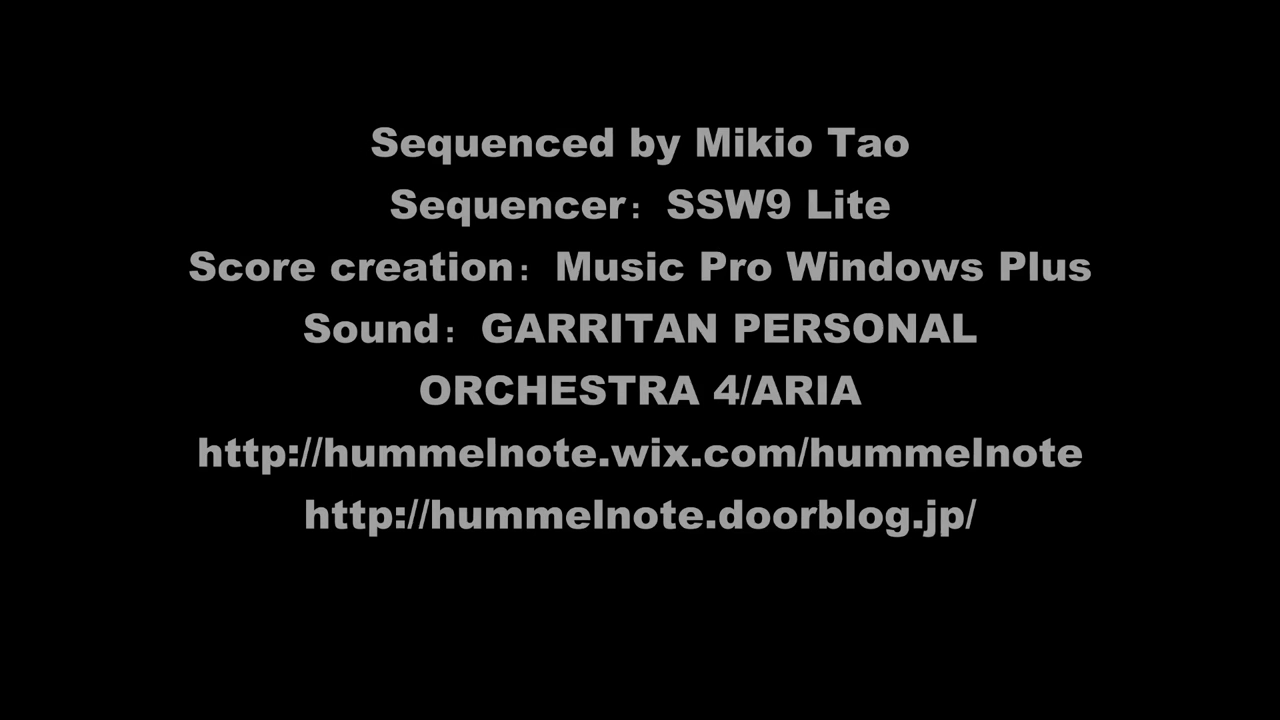 Sequenced by Mikio Tao
Sequencer：SSW9 Lite
Score creation：Music Pro Windows Plus
Sound：GARRITAN PERSONAL
ORCHESTRA 4/ARIA
http://hummelnote.wix.com/hummelnote
http://hummelnote.doorblog.jp/